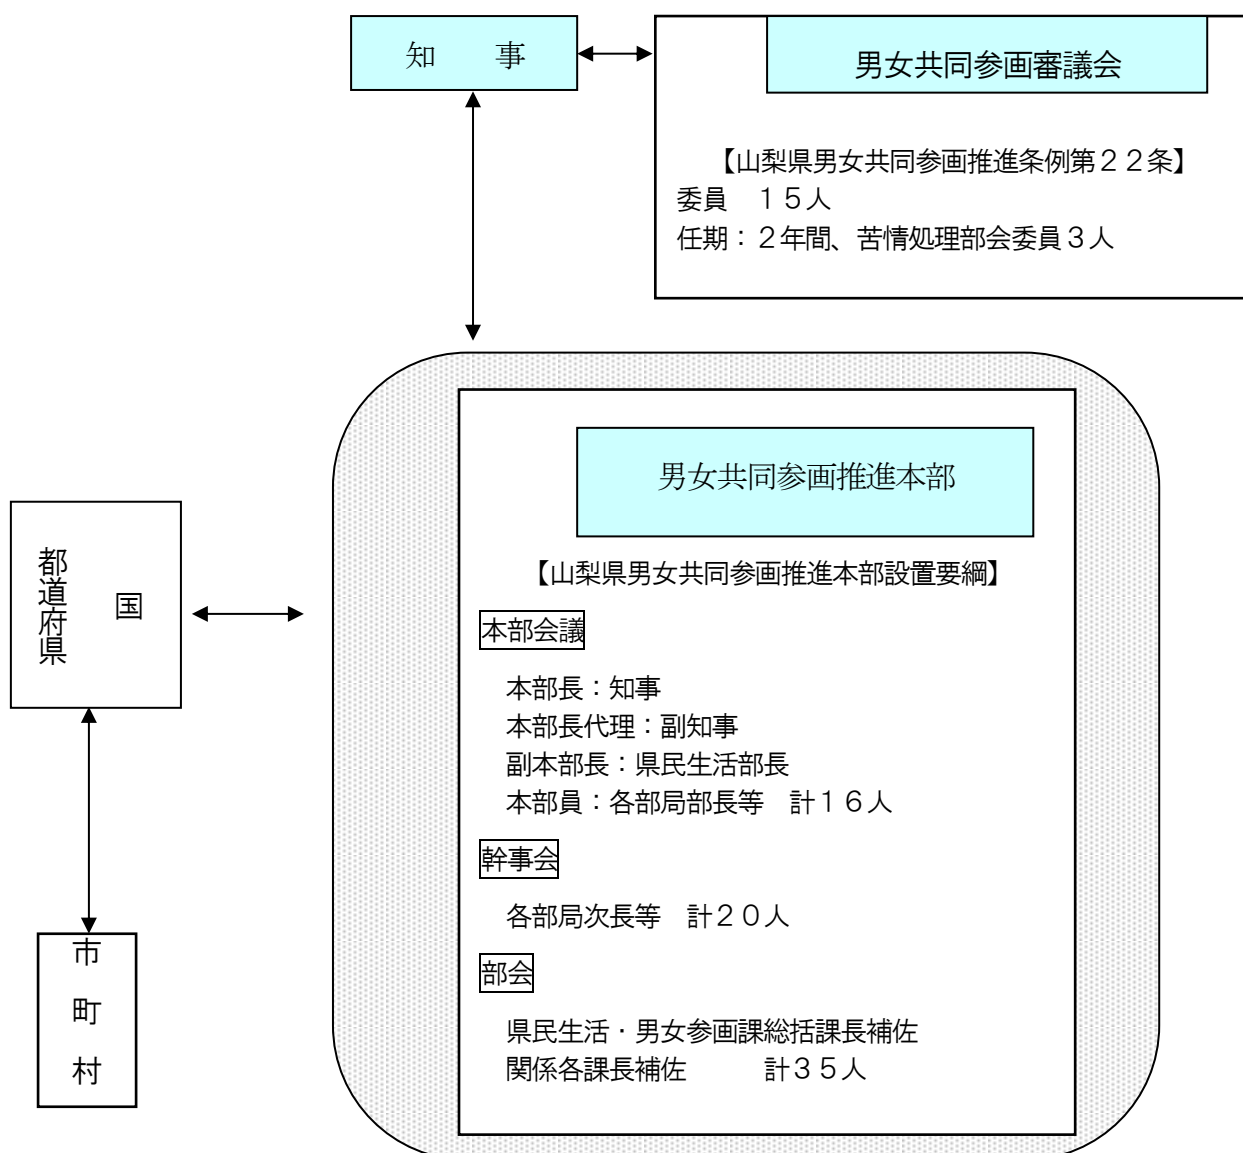 知　　事
男女共同参画審議会
【山梨県男女共同参画推進条例第２２条】
委員　１５人
任期：２年間、苦情処理部会委員３人
男女共同参画推進本部
【山梨県男女共同参画推進本部設置要綱】
本部会議
本部長：知事
本部長代理：副知事
副本部長：県民生活部長
本部員：各部局部長等　計１６人
幹事会
各部局次長等　計２０人
部会
県民生活・男女参画課総括課長補佐
関係各課長補佐　　　計３５人
国
都道府県
市町村